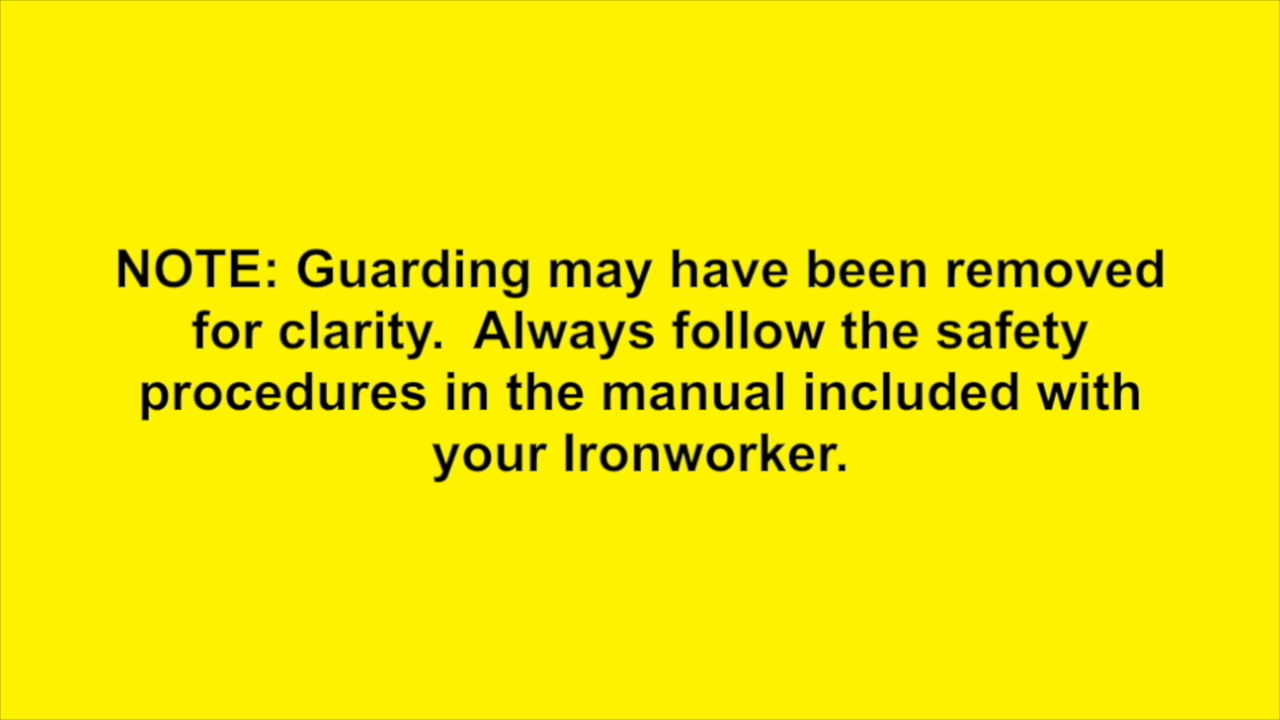 NOTE: Guarding may have been removed
for clarity.  Always follow the safety
procedures in the manual included with
your Ironworker.